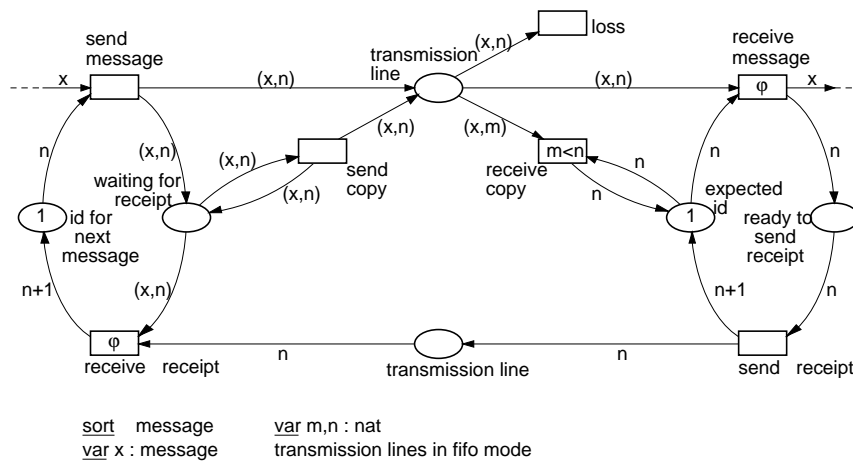 send
message
transmission
line
(x,n)
loss
receive
message
x
(x,n)
(x,n)
φ
x
n
(x,n)
(x,n)
(x,n)
(x,m)
m<n
n
n
n
waiting for
receipt
(x,n)
send
copy
receive
copy
n
expected
id
1
id for
next
message
1
ready to
send
receipt
n+1
(x,n)
n+1
n
φ
n
n
receive receipt
transmission line
send receipt
sort message
var m,n : nat
var x : message
transmission lines in fifo mode